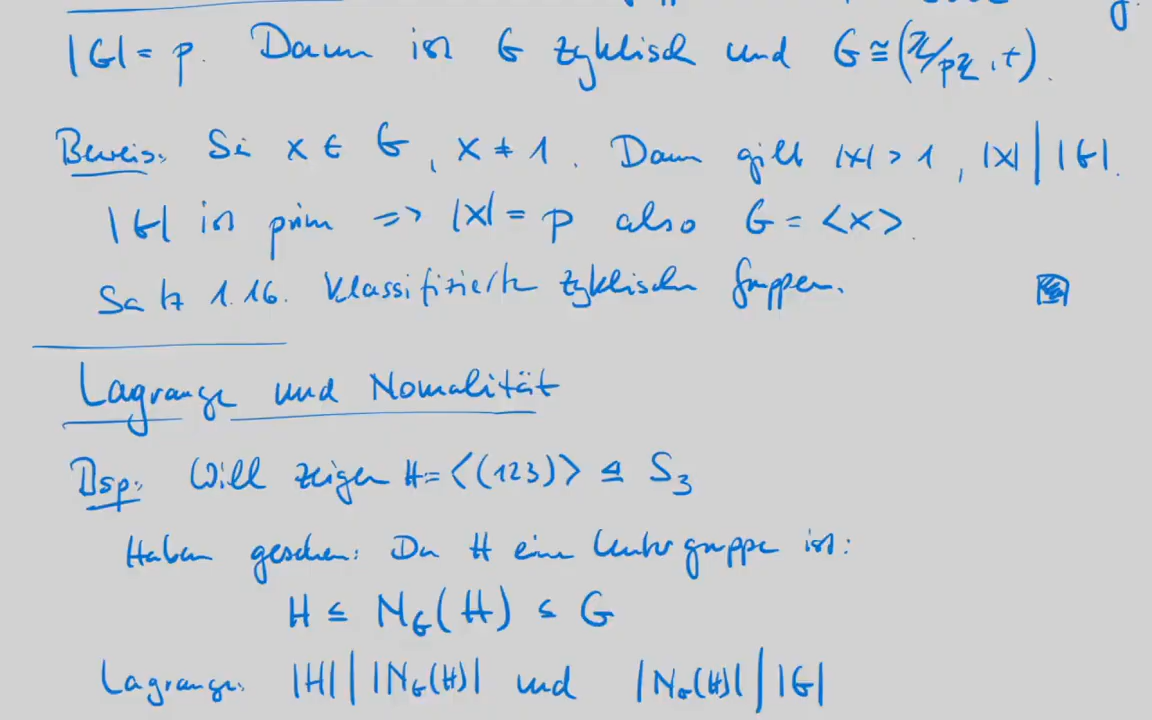 |G| = p. Dann ist G zyklisch und G ≅ (ℤ/pℤ, +).
Beweis: Sei x ∈ G, x ≠ 1. Dann gilt |x| > 1, |x| | |G|.
|G| ist prim => |x| = p also G = <x>.
Satz 1.16. Klassifizierte zyklische Gruppen.
Lagrange und Normalität
Bsp: Will zeigen H = <(123)> ⊴ S₃
Haben gesehen: Da H eine Untergruppe ist:
H ≤ N_G(H) ≤ G
Lagrange: |H| | |N_G(H)| und |N_G(H)| | |G|